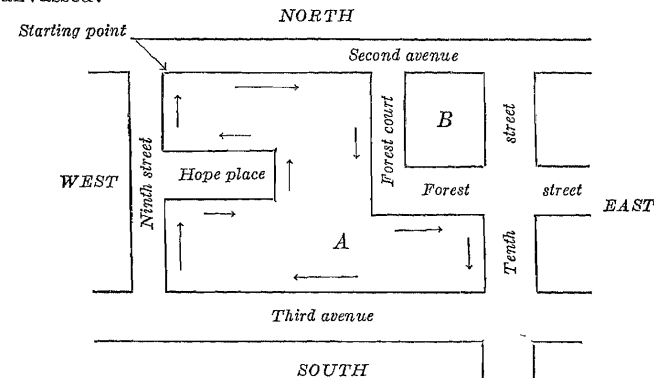 NORTH
Starting point
Second avenue
Forest court
B
street
WEST
Ninth street
Hope place
Forest
street
EAST
A
Tenth
Third avenue
SOUTH